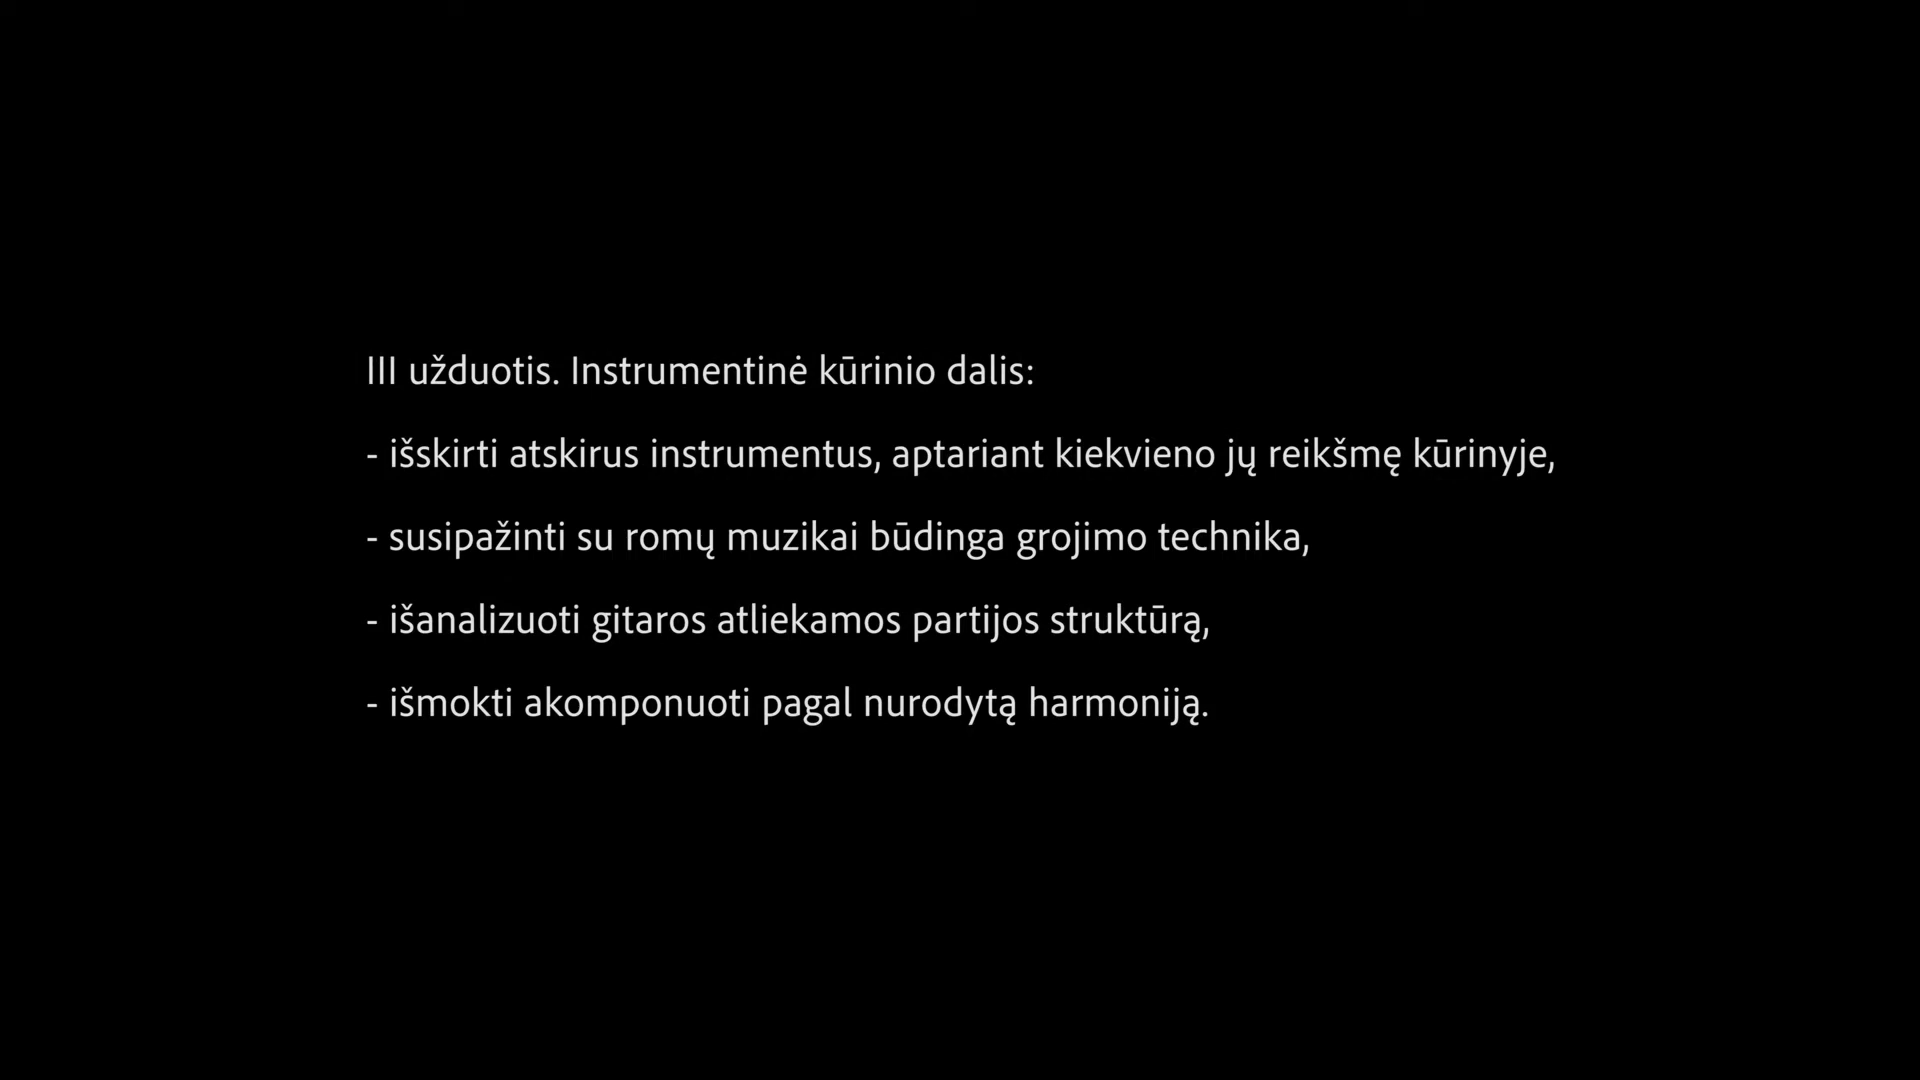 III užduotis. Instrumentinė kūrinio dalis:
- išskirti atskirus instrumentus, aptariant kiekvieno jų reikšmę kūrinyje,
- susipažinti su romų muzikai būdinga grojimo technika,
- išanalizuoti gitaros atliekamos partijos struktūrą,
- išmokti akomponuoti pagal nurodytą harmoniją.